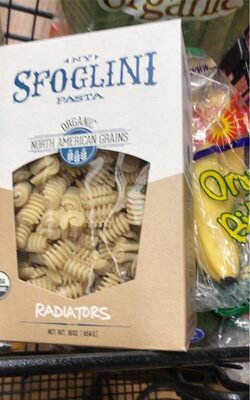 organic
(NY)
SFOGLINI
PASTA
ORGANIC
NORTH AMERICAN GRAINS
RADIATORS
NET WT. 16OZ (454G)